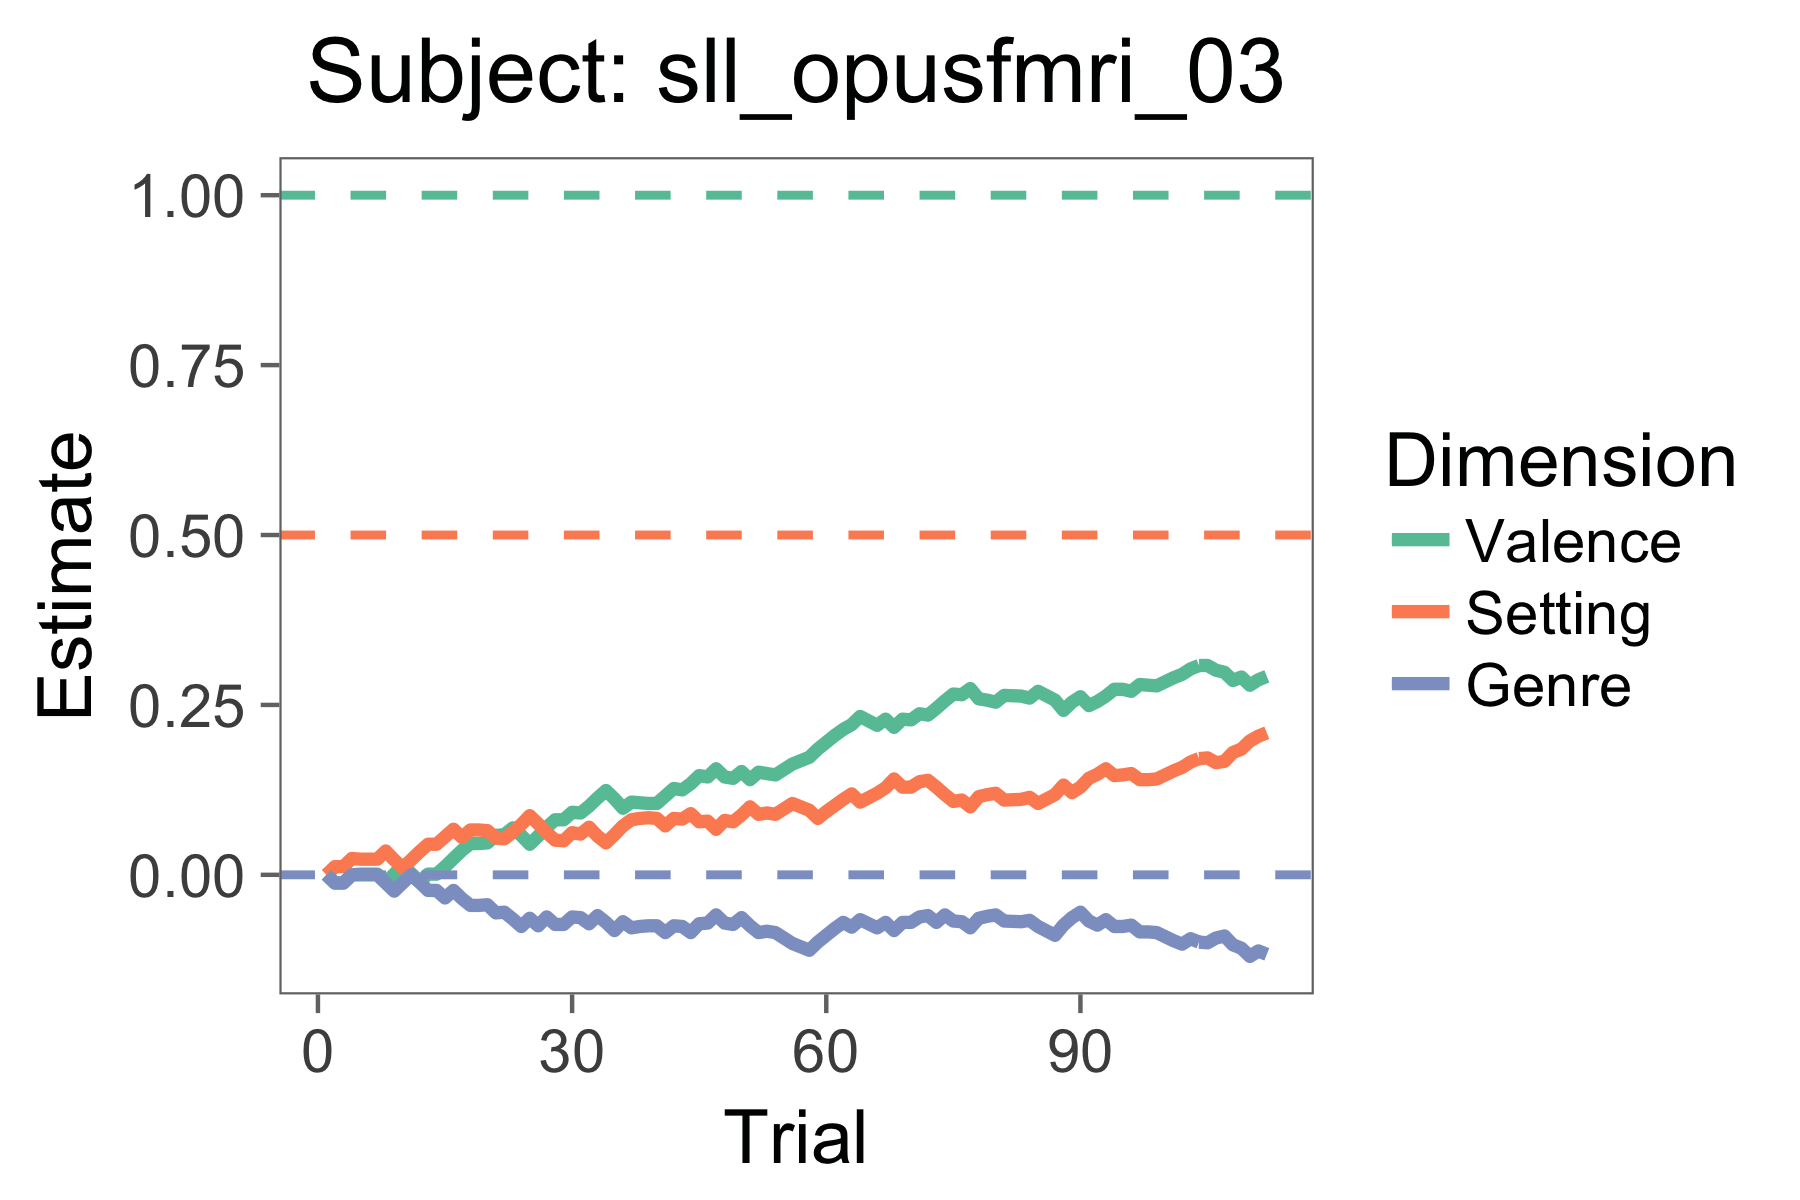 Subject: sll_opusfmri_03
1.00
0.75
0.50
0.25
0.00
Estimate
0 30 60 90
Trial
Dimension
Valence
Setting
Genre